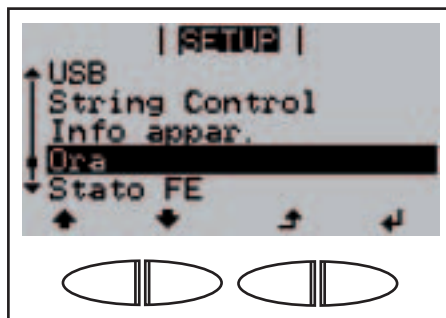 SETUP
USB
String Control
Info appar.
Ora
Stato FE